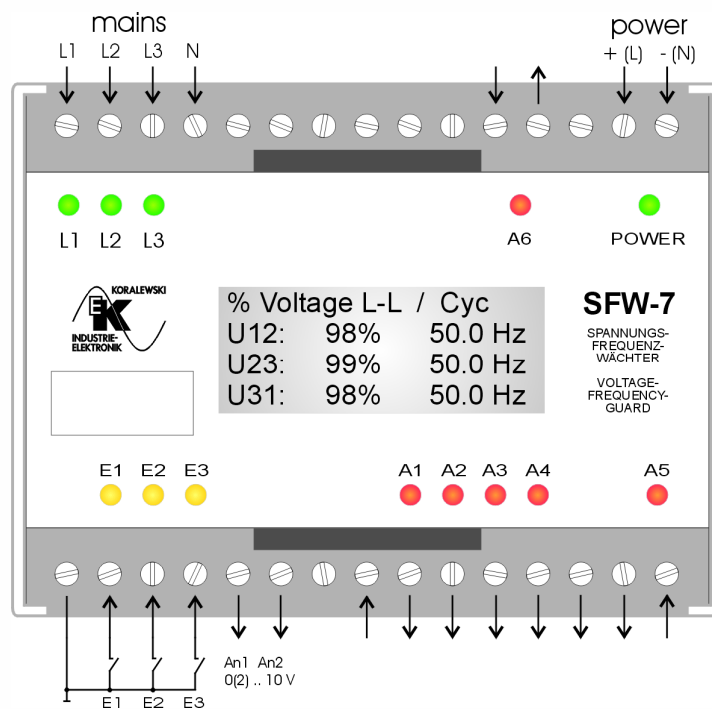 mains
power
L1 L2 L3 N
+ (L) - (N)
L1 L2 L3
A6
POWER
EK
KORALEWSKI
INDUSTRIE-
ELEKTRONIK
% Voltage L-L / Cyc
U12: 98% 50.0 Hz
U23: 99% 50.0 Hz
U31: 98% 50.0 Hz
SFW-7
SPANNUNGS-
FREQUENZ-
WÄCHTER
VOLTAGE-
FREQUENCY-
GUARD
E1 E2 E3
A1 A2 A3 A4
A5
An1 An2
0(2) .. 10 V
E1 E2 E3